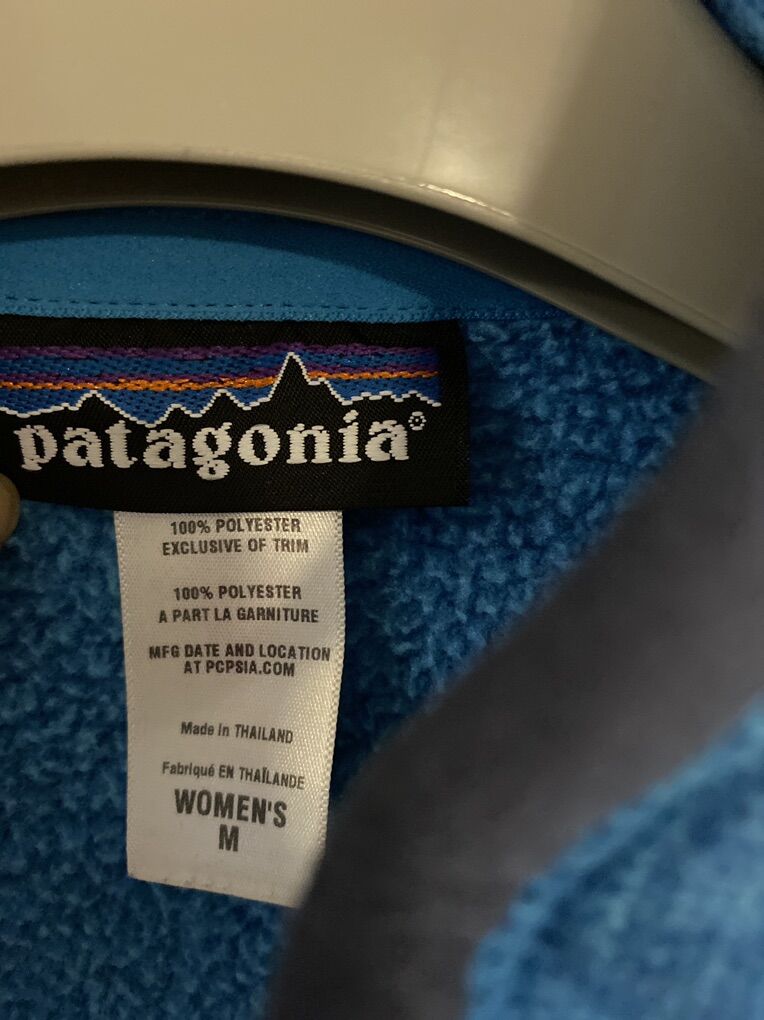 patagonia®
100% POLYESTER
EXCLUSIVE OF TRIM
100% POLYESTER
A PART LA GARNITURE
MFG DATE AND LOCATION
AT PCPSIA.COM
Made in THAILAND
Fabriqué EN THAÏLANDE
WOMEN'S
M